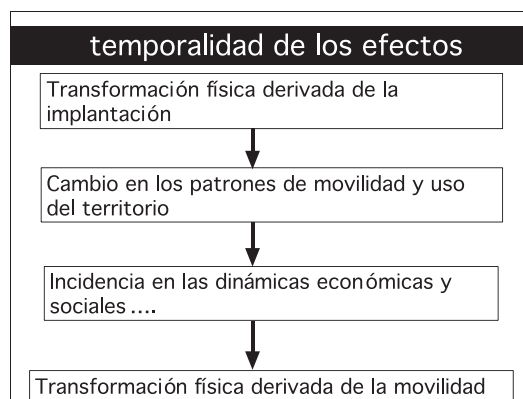 temporalidad de los efectos
Transformación física derivada de la
implantación
Cambio en los patrones de movilidad y uso
del territorio
Incidencia en las dinámicas económicas y
sociales ....
Transformación física derivada de la movilidad